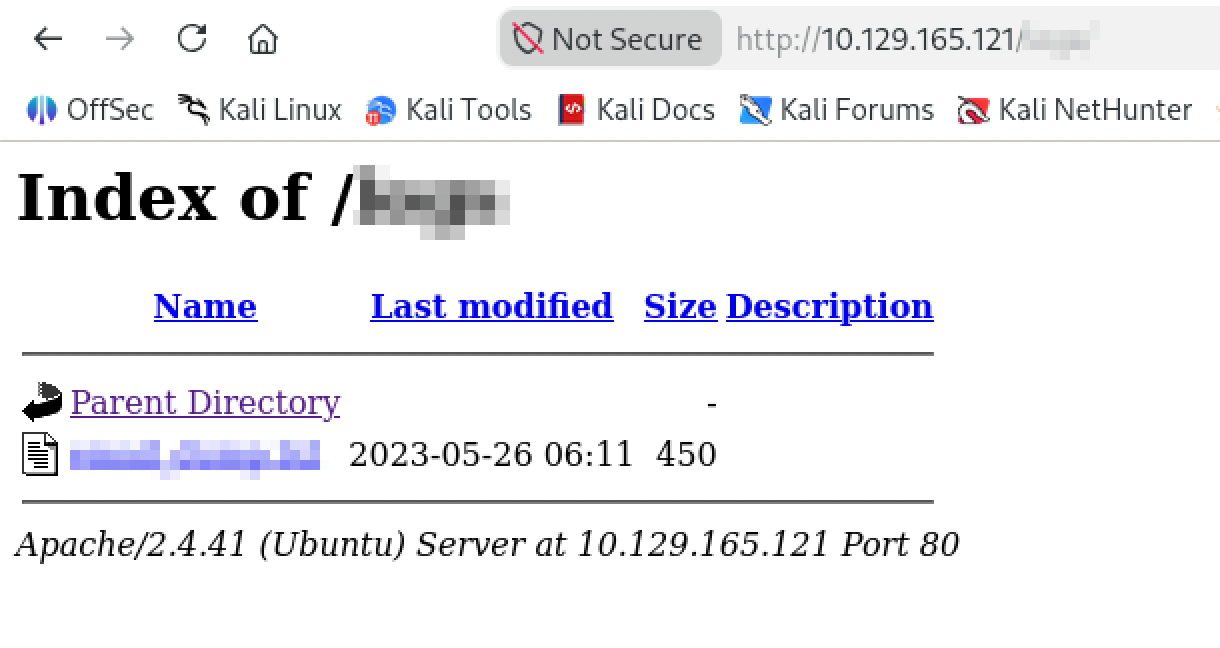 Not Secure http://10.129.165.121/
OffSec Kali Linux Kali Tools Kali Docs Kali Forums Kali NetHunter
Index of /
Name Last modified Size Description
Parent Directory -
2023-05-26 06:11 450
Apache/2.4.41 (Ubuntu) Server at 10.129.165.121 Port 80